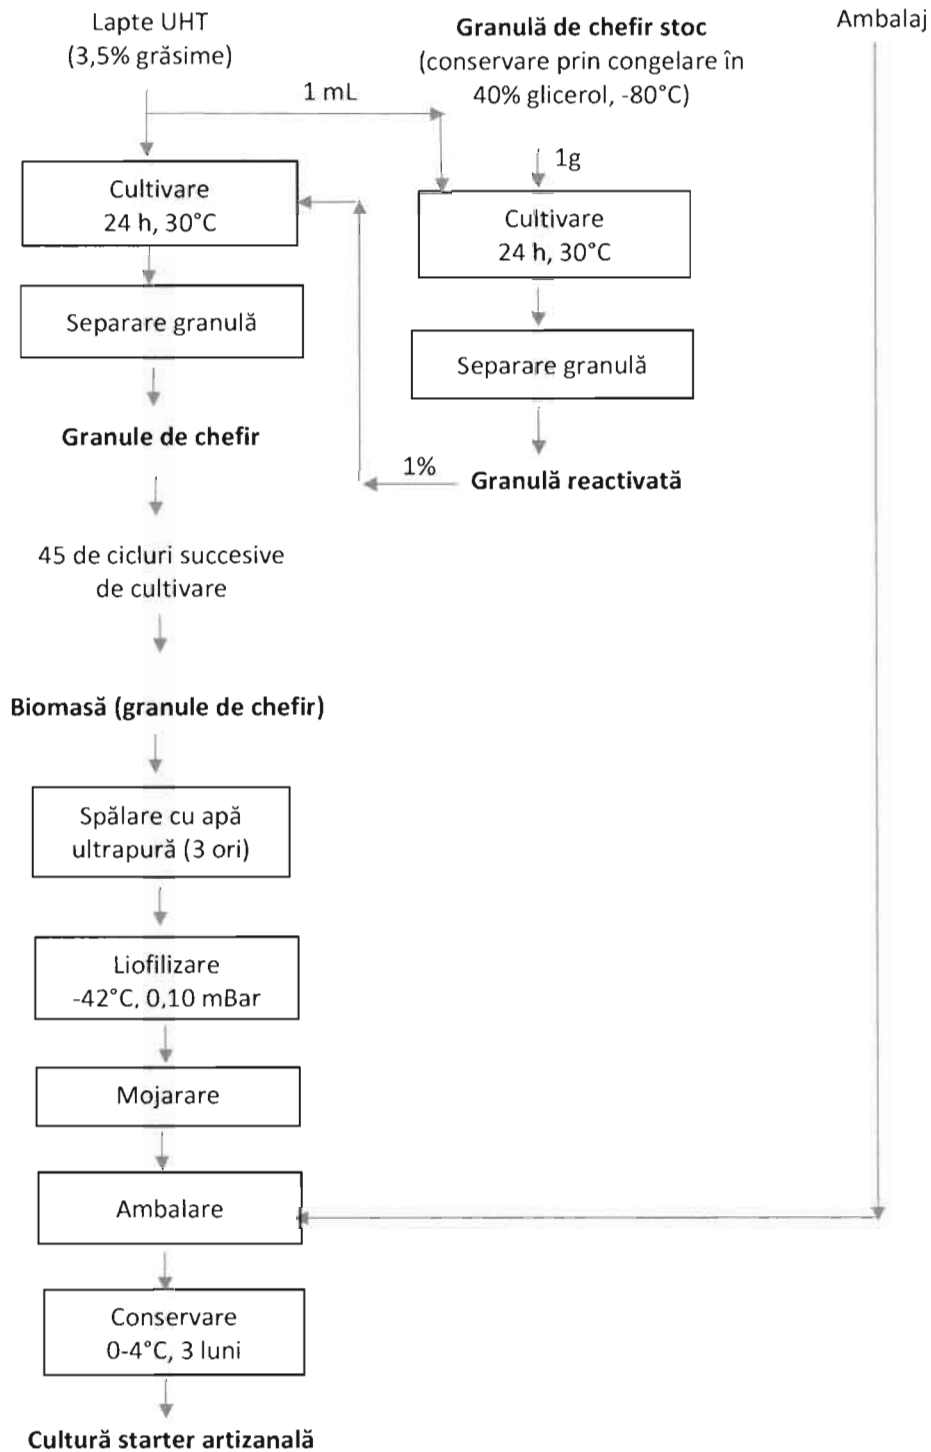 Lapte UHT
(3,5% grăsime)
Granulă de chefir stoc
(conservare prin congelare în
40% glicerol, -80°C)
Ambalaj
1 mL
1g
Cultivare
24 h, 30°C
Cultivare
24 h, 30°C
Separare granulă
Separare granulă
Granule de chefir
1%
Granulă reactivată
45 de cicluri succesive
de cultivare
Biomasă (granule de chefir)
Spălare cu apă
ultrapură (3 ori)
Liofilizare
-42°C, 0,10 mBar
Mojarare
Ambalare
Conservare
0-4°C, 3 luni
Cultură starter artizanală